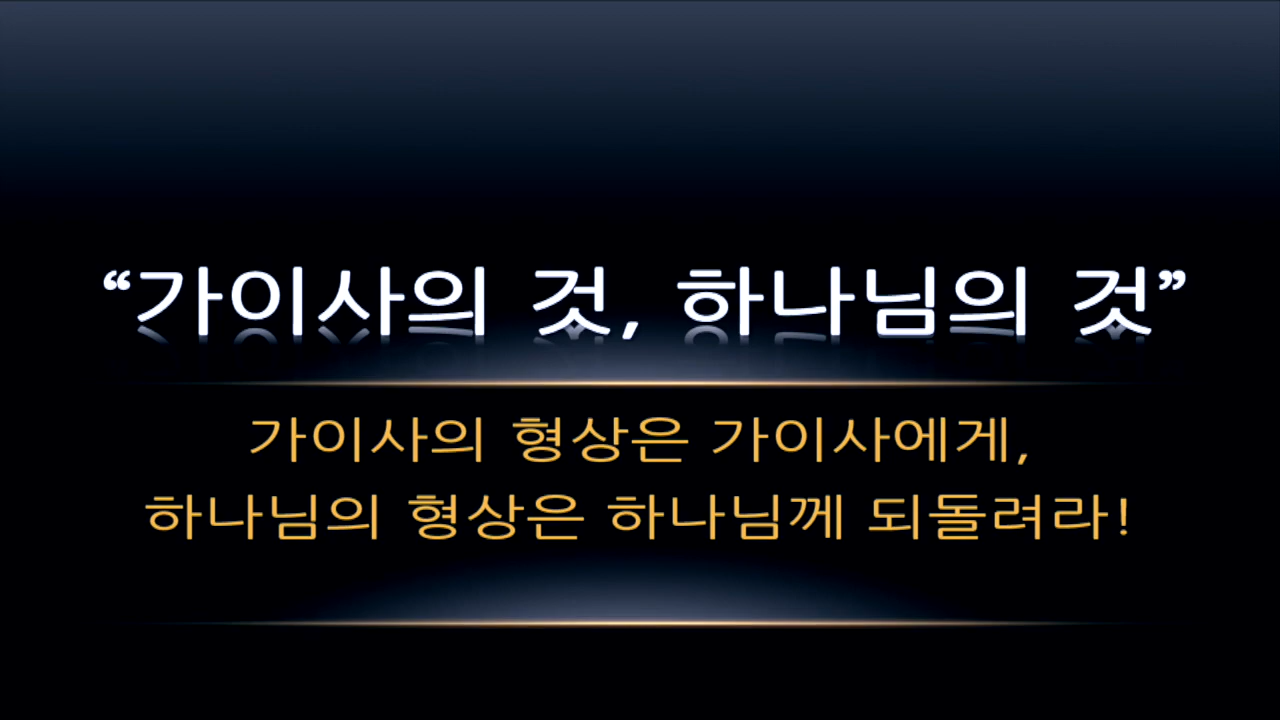 “가이사의 것, 하나님의 것”
가이사의 형상은 가이사에게,
하나님의 형상은 하나님께 되돌려라!